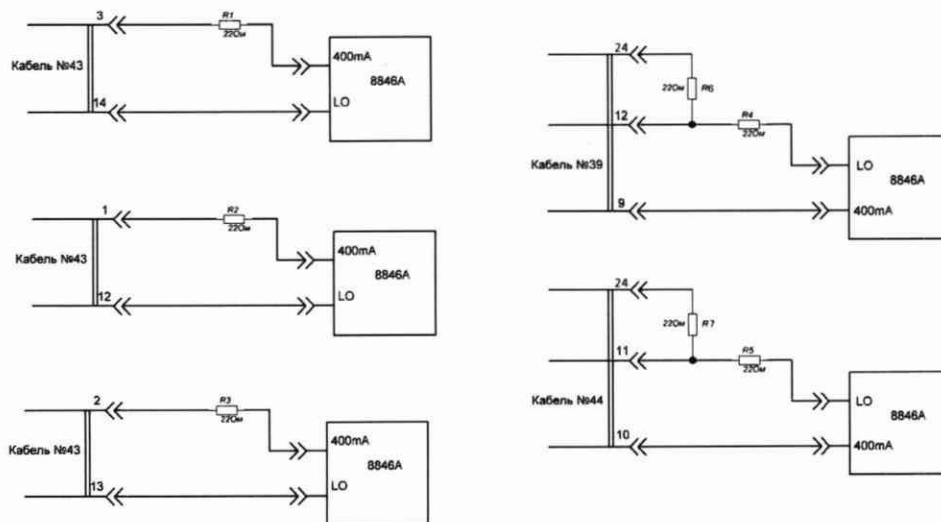 3
R1
22Ом
Кабель №43
400mA
8846A
LO
14
1
R2
22Ом
Кабель №43
400mA
8846A
LO
12
2
R3
22Ом
Кабель №43
400mA
8846A
LO
13
24
22Ом
R6
12
R4
22Ом
Кабель №39
LO
8846A
9
400mA
24
22Ом
R7
11
R5
22Ом
Кабель №44
LO
8846A
10
400mA